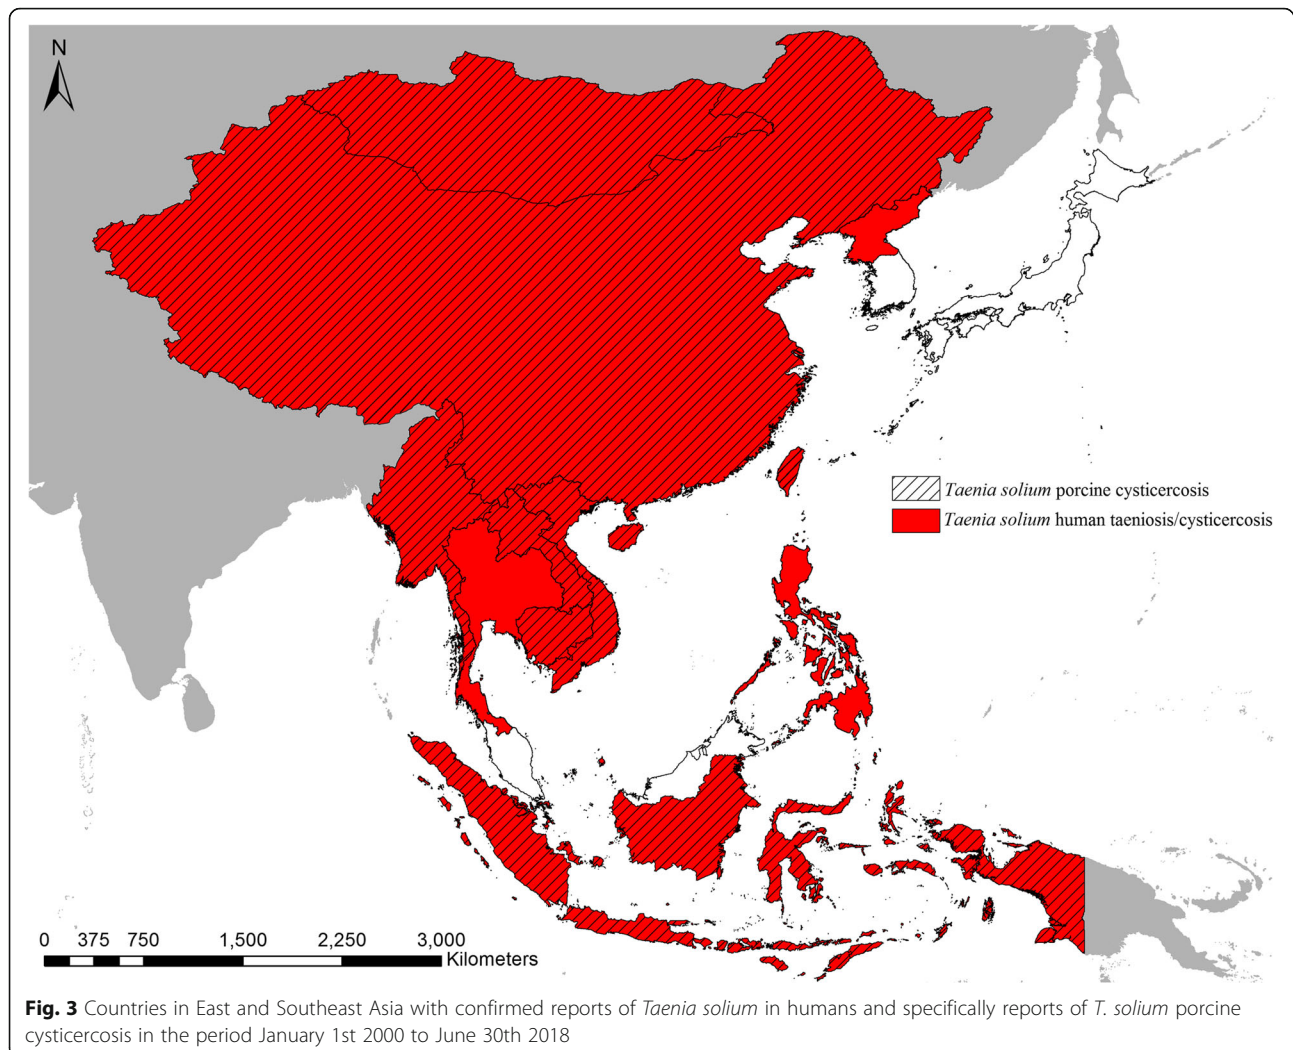 N
Taenia solium porcine cysticercosis
Taenia solium human taeniosis/cysticercosis
0 375 750 1,500 2,250 3,000
Kilometers
Fig. 3 Countries in East and Southeast Asia with confirmed reports of Taenia solium in humans and specifically reports of T. solium porcine
cysticercosis in the period January 1st 2000 to June 30th 2018